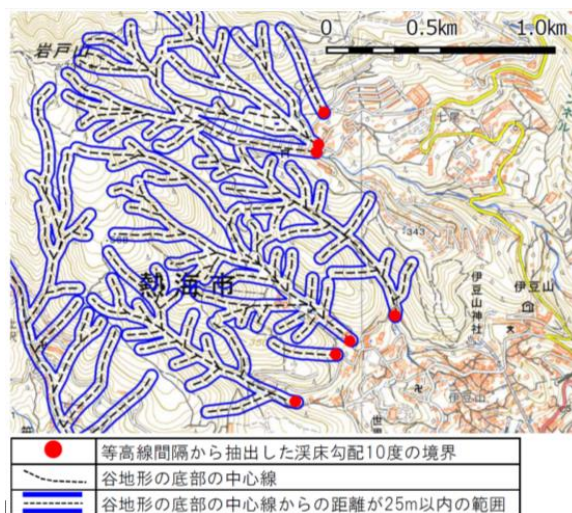 0 0.5km 1.0km
岩戸山
七尾
・343
熱海市
伊豆山神社
伊豆山
伊豆山
等高線間隔から抽出した渓床勾配10度の境界
谷地形の底部の中心線
谷地形の底部の中心線からの距離が25m以内の範囲